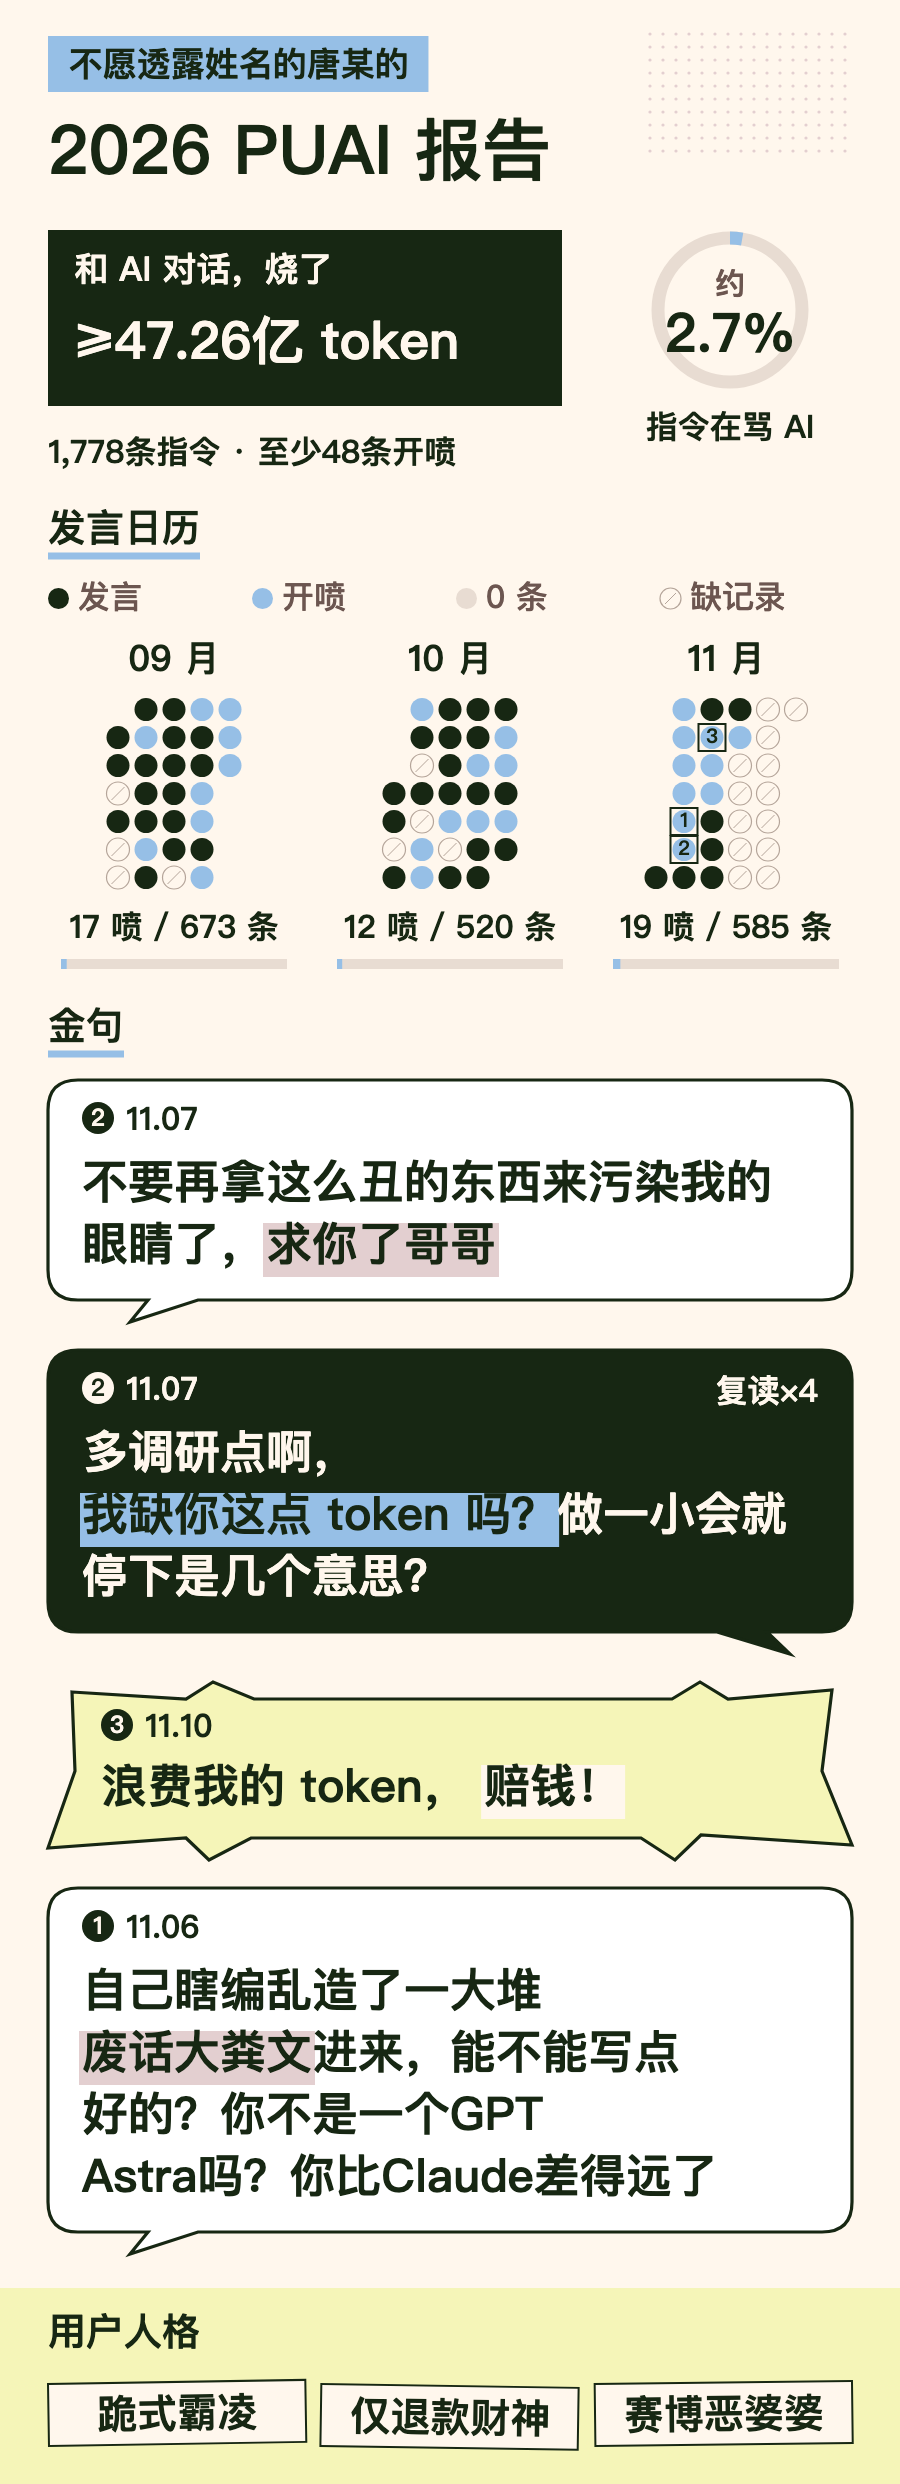 不愿透露姓名的唐某的
2026 PUAI 报告
和 AI 对话，烧了
≥47.26亿 token
约
2.7%
指令在骂 AI
1,778条指令 · 至少48条开喷
发言日历
发言
开喷
0 条
缺记录
09 月
10 月
11 月
3
1
2
17 喷 / 673 条
12 喷 / 520 条
19 喷 / 585 条
金句
2 11.07
不要再拿这么丑的东西来污染我的
眼睛了，求你了哥哥
2 11.07
复读×4
多调研点啊，
我缺你这点 token 吗？做一小会就
停下是几个意思？
3 11.10
浪费我的 token， 赔钱！
1 11.06
自己瞎编乱造了一大堆
废话大粪文进来，能不能写点
好的？你不是一个GPT
Astra吗？你比Claude差得远了
用户人格
跪式霸凌
仅退款财神
赛博恶婆婆